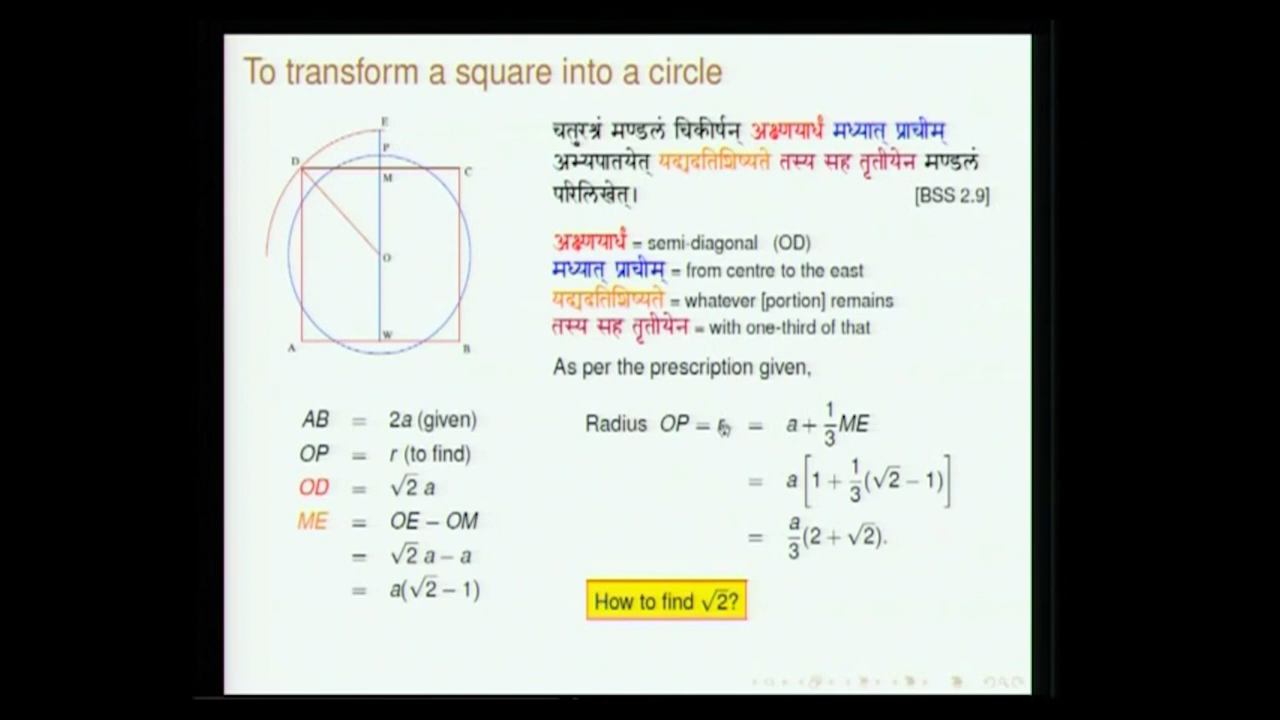 To transform a square into a circle
E
P
D
M
C
O
W
A
B
चतुरश्रं मण्डलं चिकीर्षन् अक्ष्णयार्धं मध्यात् प्राचीम्
अभ्यपातयेत् यद्यदतिशिष्यते तस्य सह तृतीयेन मण्डलं
परिलिखेत्। [BSS 2.9]
अक्ष्णयार्धं = semi-diagonal (OD)
मध्यात् प्राचीम् = from centre to the east
यद्यदतिशिष्यते = whatever [portion] remains
तस्य सह तृतीयेन = with one-third of that
As per the prescription given,
AB = 2a (given)
OP = r (to find)
OD = √2 a
ME = OE − OM
= √2 a − a
= a(√2 − 1)
Radius OP = = a + 1/3 ME
= a [1 + 1/3 (√2 − 1)]
= a/3 (2 + √2).
How to find √2?